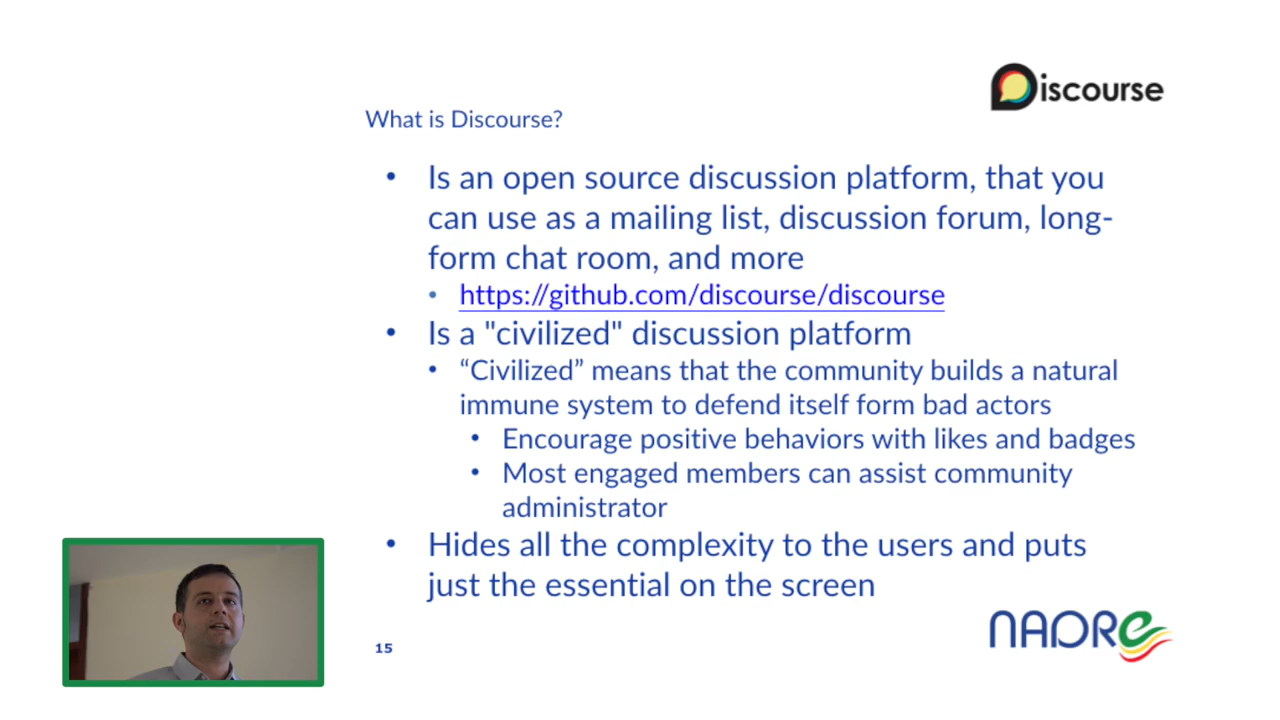 Discourse
What is Discourse?
• Is an open source discussion platform, that you
can use as a mailing list, discussion forum, long-
form chat room, and more
• https://github.com/discourse/discourse
• Is a "civilized" discussion platform
• “Civilized” means that the community builds a natural
immune system to defend itself form bad actors
• Encourage positive behaviors with likes and badges
• Most engaged members can assist community
administrator
• Hides all the complexity to the users and puts
just the essential on the screen
NADRe
15